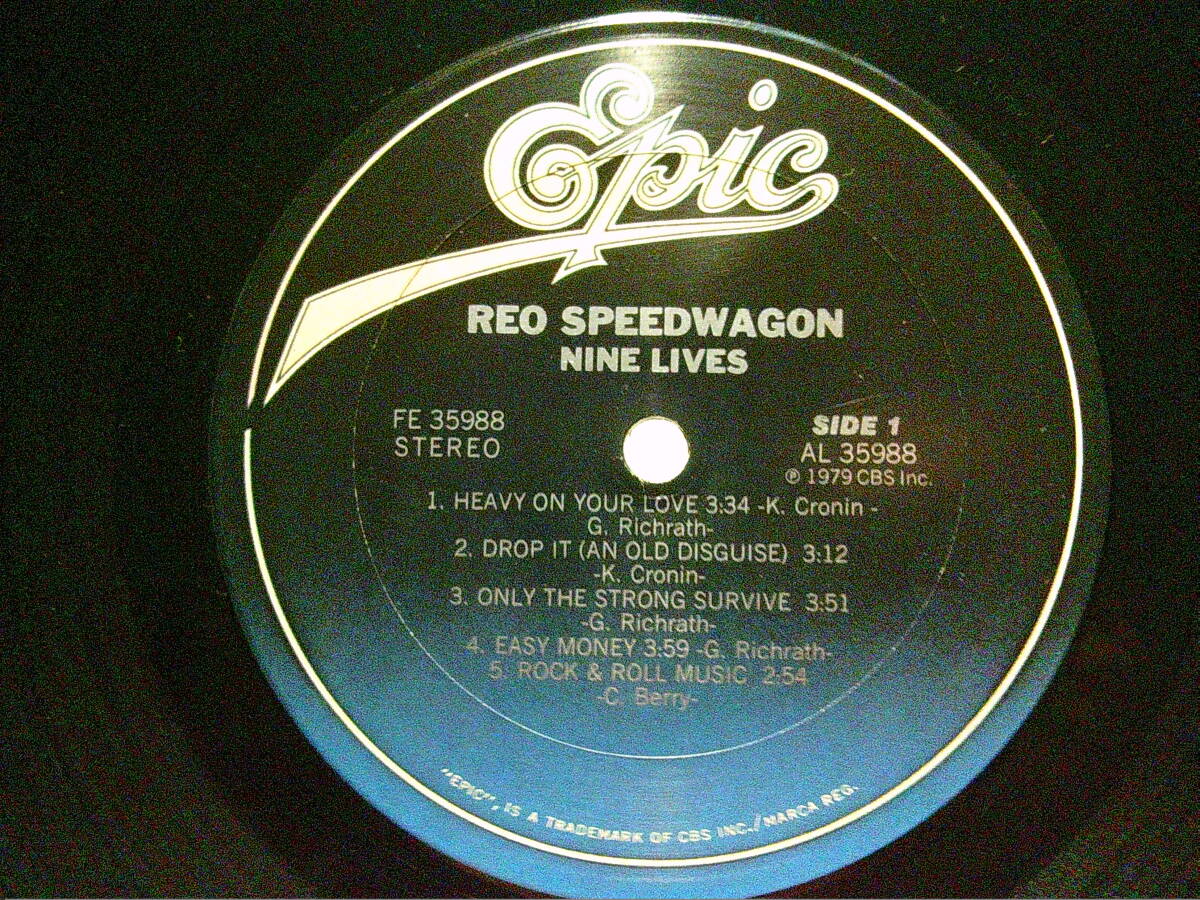 Epic
REO SPEEDWAGON
NINE LIVES
FE 35988
STEREO
SIDE 1
AL 35988
℗ 1979 CBS Inc.
1. HEAVY ON YOUR LOVE 3:34 -K. Cronin -
G. Richrath-
2. DROP IT (AN OLD DISGUISE) 3:12
-K. Cronin-
3. ONLY THE STRONG SURVIVE 3:51
-G. Richrath-
4. EASY MONEY 3:59 -G. Richrath-
5. ROCK & ROLL MUSIC 2:54
-C. Berry-
"EPIC", IS A TRADEMARK OF CBS INC./MARCA REG.